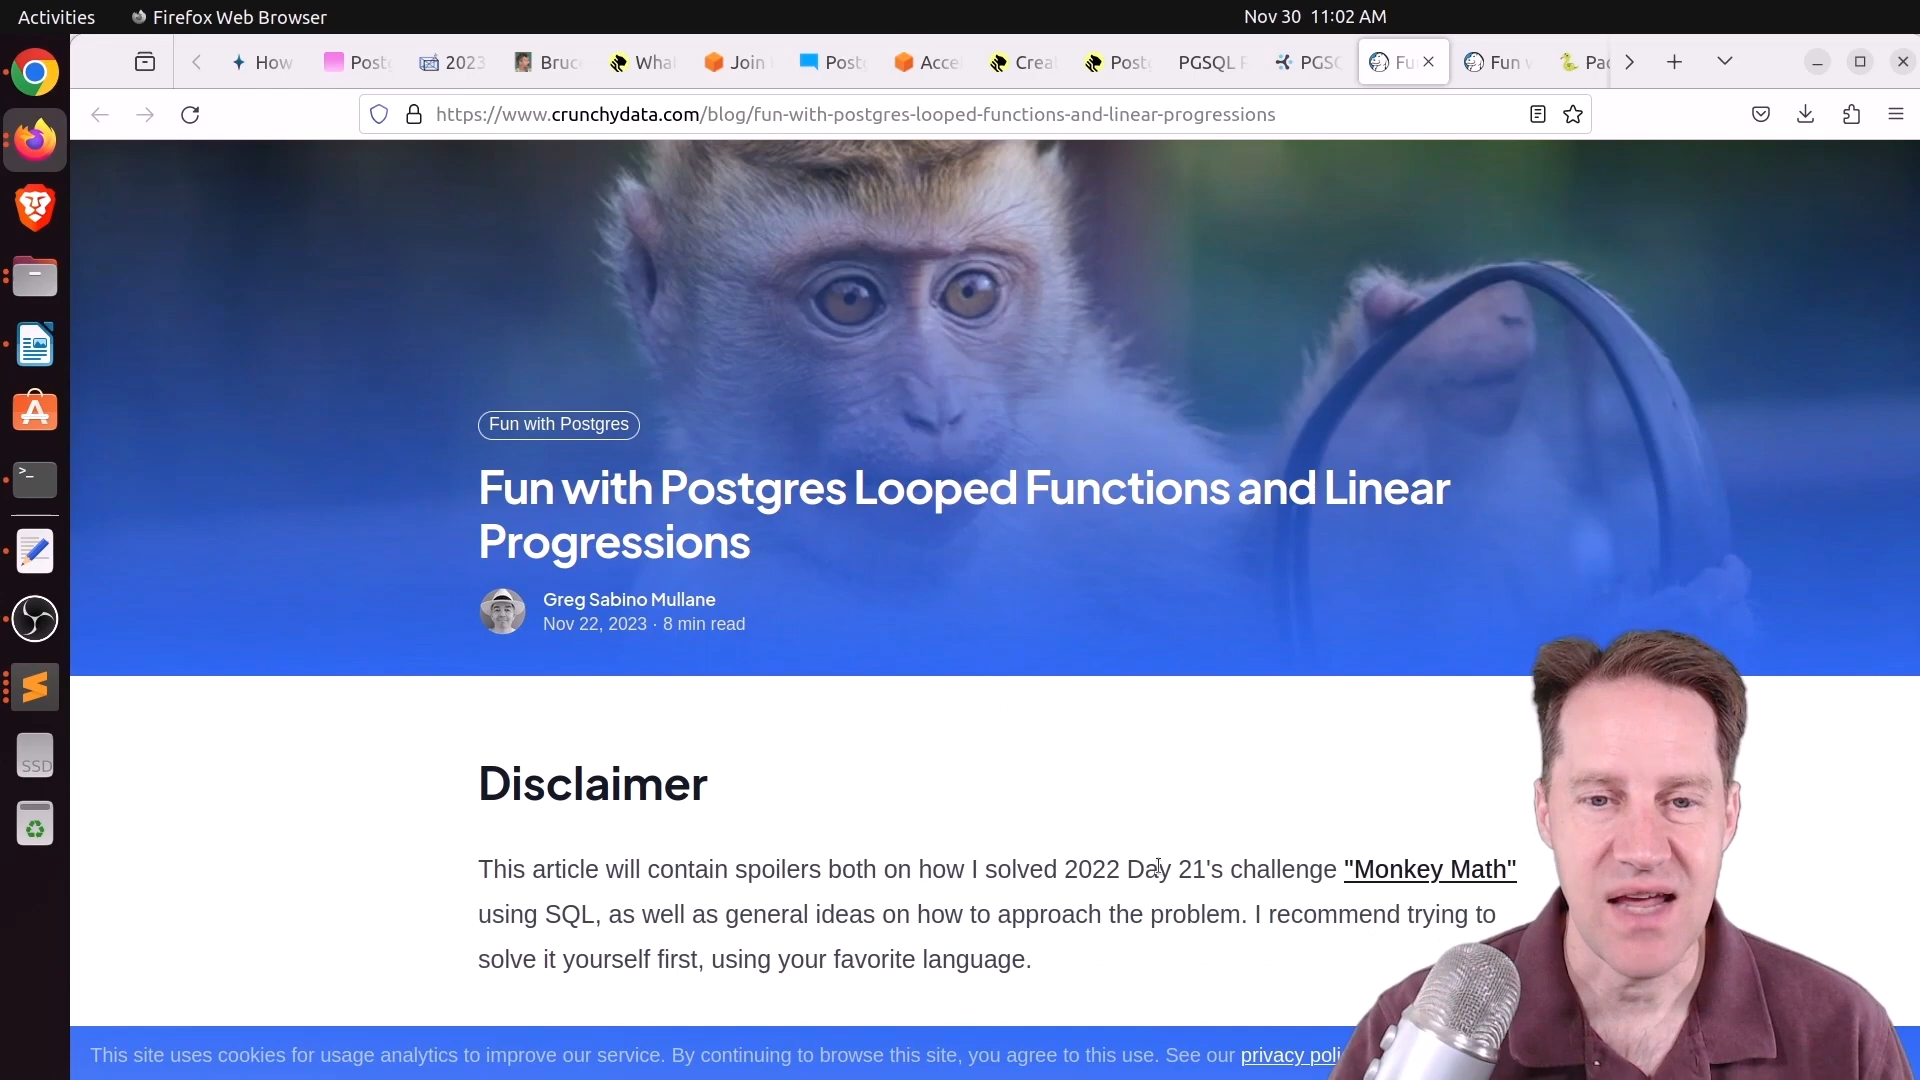 Activities
Firefox Web Browser
Nov 30 11:02 AM
How
Post
2023
Bruc
Wha
Join
Post
Acce
Crea
Post
PGSQL
PGSC
Fu
Fun
Pac
https://www.crunchydata.com/blog/fun-with-postgres-looped-functions-and-linear-progressions
Fun with Postgres
Fun with Postgres Looped Functions and Linear
Progressions
Greg Sabino Mullane
Nov 22, 2023 · 8 min read
Disclaimer
This article will contain spoilers both on how I solved 2022 Day 21's challenge "Monkey Math"
using SQL, as well as general ideas on how to approach the problem. I recommend trying to
solve it yourself first, using your favorite language.
This site uses cookies for usage analytics to improve our service. By continuing to browse this site, you agree to this use. See our privacy poli
SSD